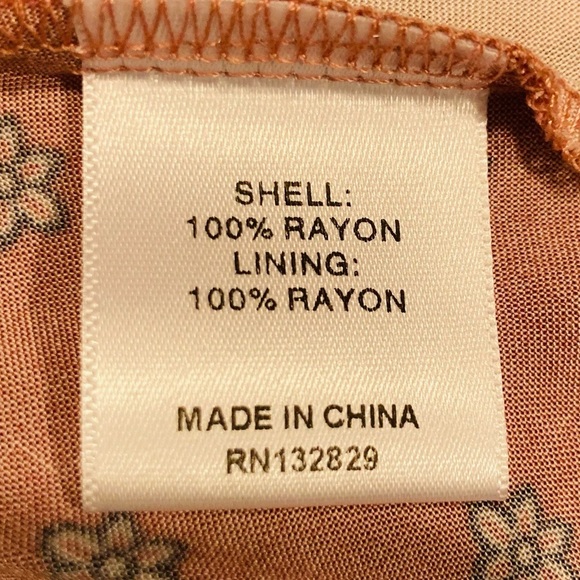 SHELL:
100% RAYON
LINING:
100% RAYON
MADE IN CHINA
RN132829